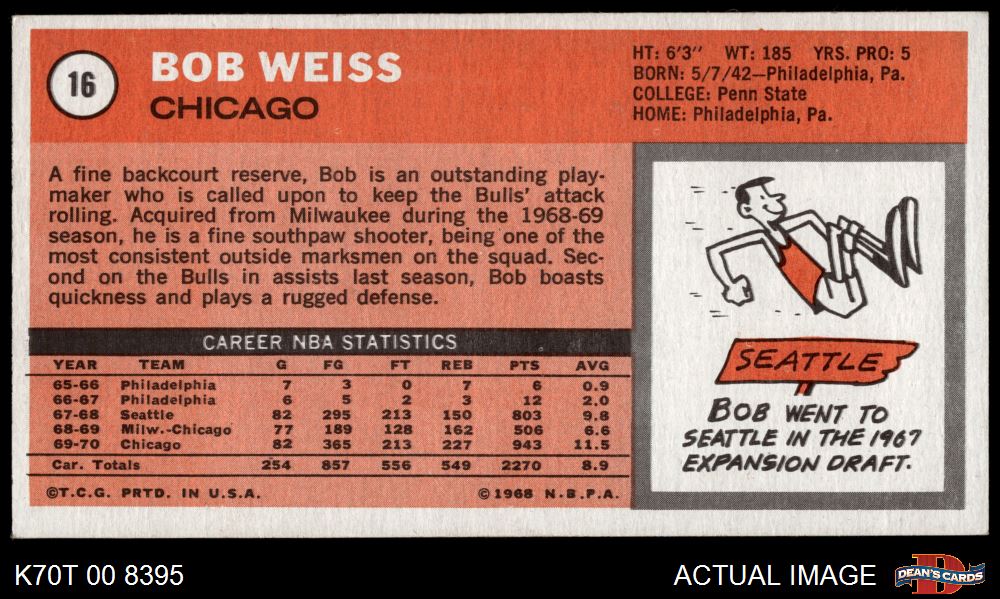 16
BOB WEISS
CHICAGO
HT: 6'3" WT: 185 YRS. PRO: 5
BORN: 5/7/42—Philadelphia, Pa.
COLLEGE: Penn State
HOME: Philadelphia, Pa.
A fine backcourt reserve, Bob is an outstanding play-
maker who is called upon to keep the Bulls' attack
rolling. Acquired from Milwaukee during the 1968-69
season, he is a fine southpaw shooter, being one of the
most consistent outside marksmen on the squad. Sec-
ond on the Bulls in assists last season, Bob boasts
quickness and plays a rugged defense.
CAREER NBA STATISTICS
YEAR TEAM G FG FT REB PTS AVG
65-66 Philadelphia 7 3 0 7 6 0.9
66-67 Philadelphia 6 5 2 3 12 2.0
67-68 Seattle 82 295 213 150 803 9.8
68-69 Milw.-Chicago 77 189 128 162 506 6.6
69-70 Chicago 82 365 213 227 943 11.5
Car. Totals 254 857 556 549 2270 8.9
©T.C.G. PRTD. IN U.S.A. ©1968 N.B.P.A.
SEATTLE
BOB WENT TO
SEATTLE IN THE 1967
EXPANSION DRAFT.
K70T 00 8395
ACTUAL IMAGE
D
DEAN'S CARDS